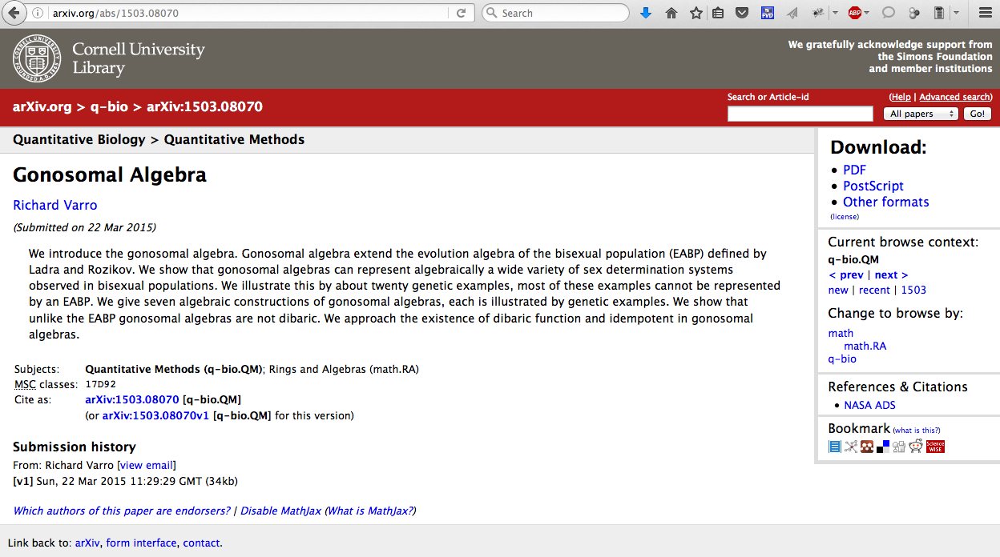 arxiv.org/abs/1503.08070
Search
Cornell University
Library
We gratefully acknowledge support from
the Simons Foundation
and member institutions
arXiv.org > q-bio > arXiv:1503.08070
Search or Article-id
(Help | Advanced search)
All papers
Go!
Quantitative Biology > Quantitative Methods
Gonosomal Algebra
Richard Varro
(Submitted on 22 Mar 2015)
We introduce the gonosomal algebra. Gonosomal algebra extend the evolution algebra of the bisexual population (EABP) defined by
Ladra and Rozikov. We show that gonosomal algebras can represent algebraically a wide variety of sex determination systems
observed in bisexual populations. We illustrate this by about twenty genetic examples, most of these examples cannot be represented
by an EABP. We give seven algebraic constructions of gonosomal algebras, each is illustrated by genetic examples. We show that
unlike the EABP gonosomal algebras are not dibaric. We approach the existence of dibaric function and idempotent in gonosomal
algebras.
Subjects: Quantitative Methods (q-bio.QM); Rings and Algebras (math.RA)
MSC classes: 17D92
Cite as: arXiv:1503.08070 [q-bio.QM]
(or arXiv:1503.08070v1 [q-bio.QM] for this version)
Submission history
From: Richard Varro [view email]
[v1] Sun, 22 Mar 2015 11:29:29 GMT (34kb)
Which authors of this paper are endorsers? | Disable MathJax (What is MathJax?)
Link back to: arXiv, form interface, contact.
Download:
PDF
PostScript
Other formats
(license)
Current browse context:
q-bio.QM
< prev | next >
new | recent | 1503
Change to browse by:
math
math.RA
q-bio
References & Citations
NASA ADS
Bookmark (what is this?)
Science
WISE
ABP
FVD